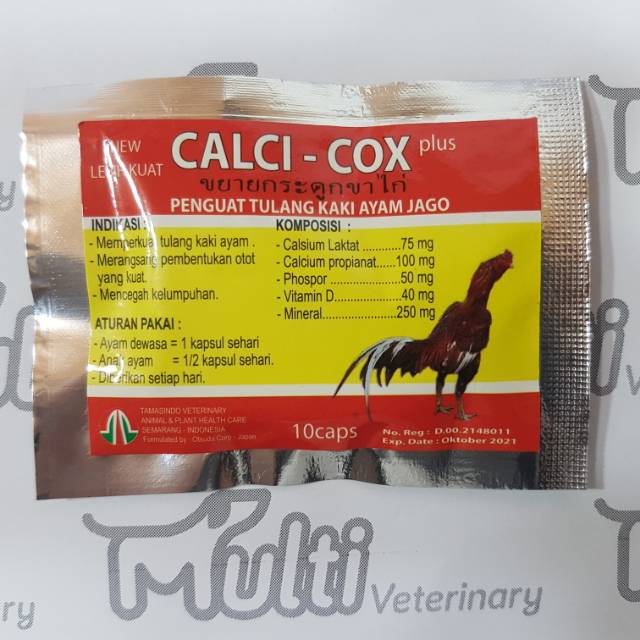 NEW
LEBIH KUAT
CALCI - COX plus
ขยายกระดูกขาไก่
PENGUAT TULANG KAKI AYAM JAGO
INDIKASI :
- Memperkuat tulang kaki ayam .
- Merangsang pembentukan otot
yang kuat.
- Mencegah kelumpuhan.
ATURAN PAKAI :
- Ayam dewasa = 1 kapsul sehari
- Anak ayam = 1/2 kapsul sehari.
- Diberikan setiap hari.
KOMPOSISI :
- Calsium Laktat ............75 mg
- Calcium propianat......100 mg
- Phospor .....................50 mg
- Vitamin D....................40 mg
- Mineral.....................250 mg
TAMASINDO VETERINARY
ANIMAL & PLANT HEALTH CARE
SEMARANG - INDONESIA
Formulated by : Obsuda Corp - Japan
10caps
No. Reg : D.00.2148011
Exp. Date : Oktober 2021
Veterinary
Multi Veterinary
ry